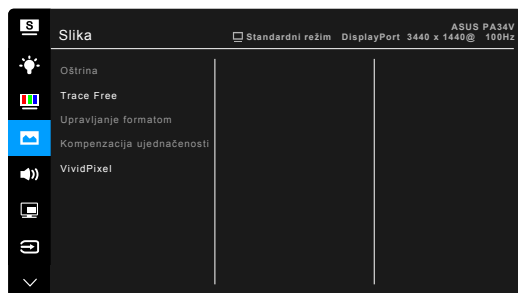 S
Slika
Standardni režim DisplayPort 3440 x 1440@ 100Hz
ASUS PA34V
Oštrina
Trace Free
Upravljanje formatom
Kompenzacija ujednačenosti
VividPixel